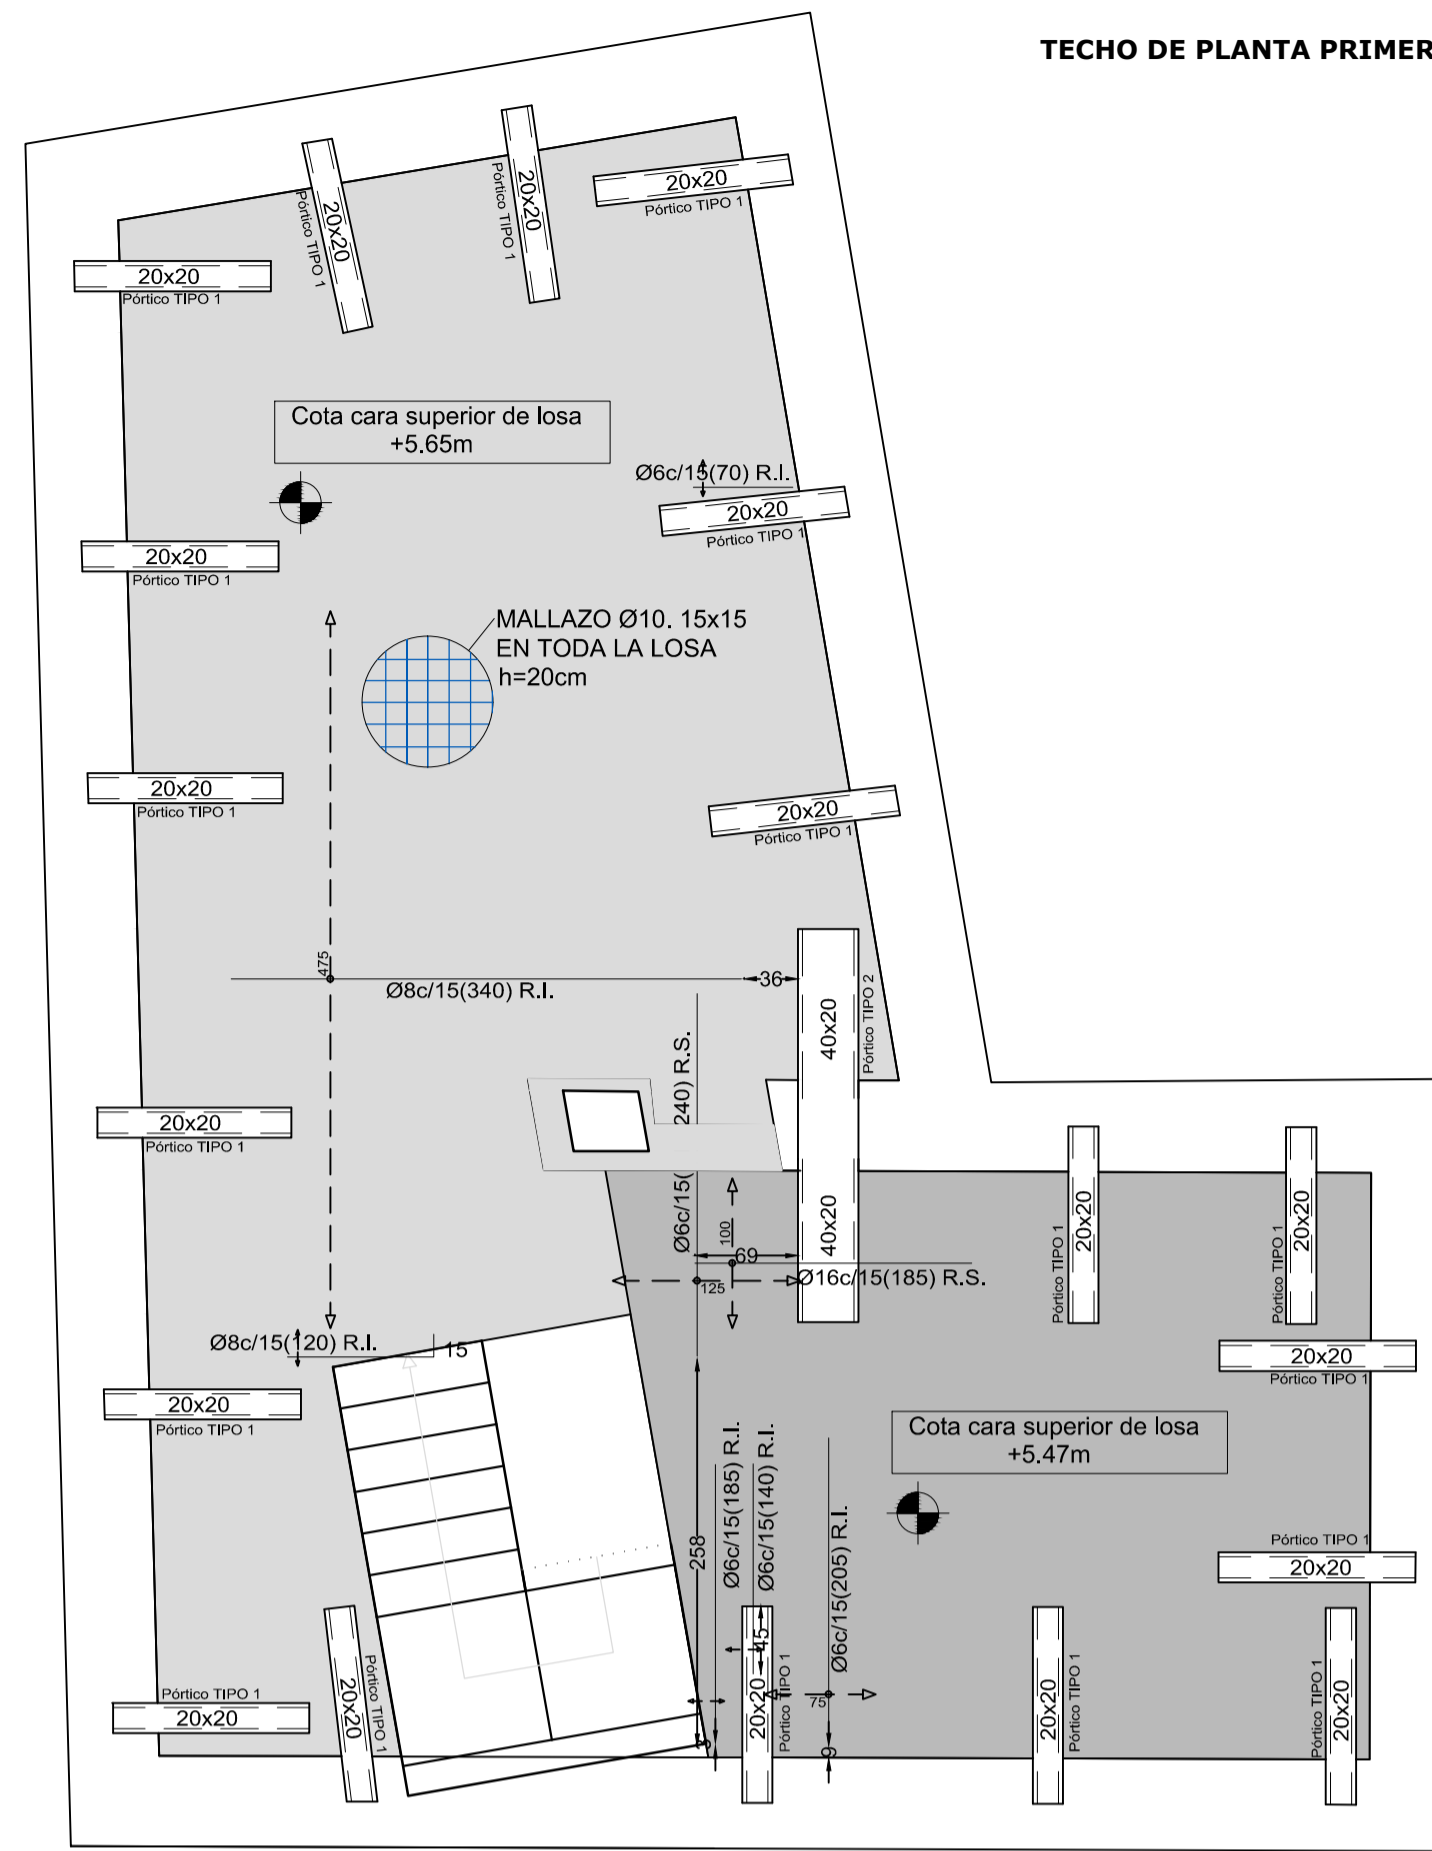 TECHO DE PLANTA PRIMER
20x20
Pórtico TIPO 1
20x20
Pórtico TIPO 1
20x20
Pórtico TIPO 1
20x20
Pórtico TIPO 1
Cota cara superior de losa
+5.65m
Ø6c/15(70) R.I.
20x20
Pórtico TIPO 1
20x20
Pórtico TIPO 1
MALLAZO Ø10. 15x15
EN TODA LA LOSA
h=20cm
20x20
Pórtico TIPO 1
20x20
Pórtico TIPO 1
475
Ø8c/15(340) R.I.
36
40x20
Pórtico TIPO 2
40x20
Ø6c/15(
240) R.S.
20x20
Pórtico TIPO 1
100
69
125
Ø16c/15(185) R.S.
20x20
Pórtico TIPO 1
20x20
Pórtico TIPO 1
Ø8c/15(120) R.I.
15
20x20
Pórtico TIPO 1
20x20
Pórtico TIPO 1
Cota cara superior de losa
+5.47m
258
Ø6c/15(185) R.I.
Ø6c/15(140) R.I.
Ø6c/15(205) R.I.
Pórtico TIPO 1
20x20
Pórtico TIPO 1
20x20
20x20
Pórtico TIPO 1
45
20x20
Pórtico TIPO 1
75
9
20x20
Pórtico TIPO 1
Pórtico TIPO 1
20x20